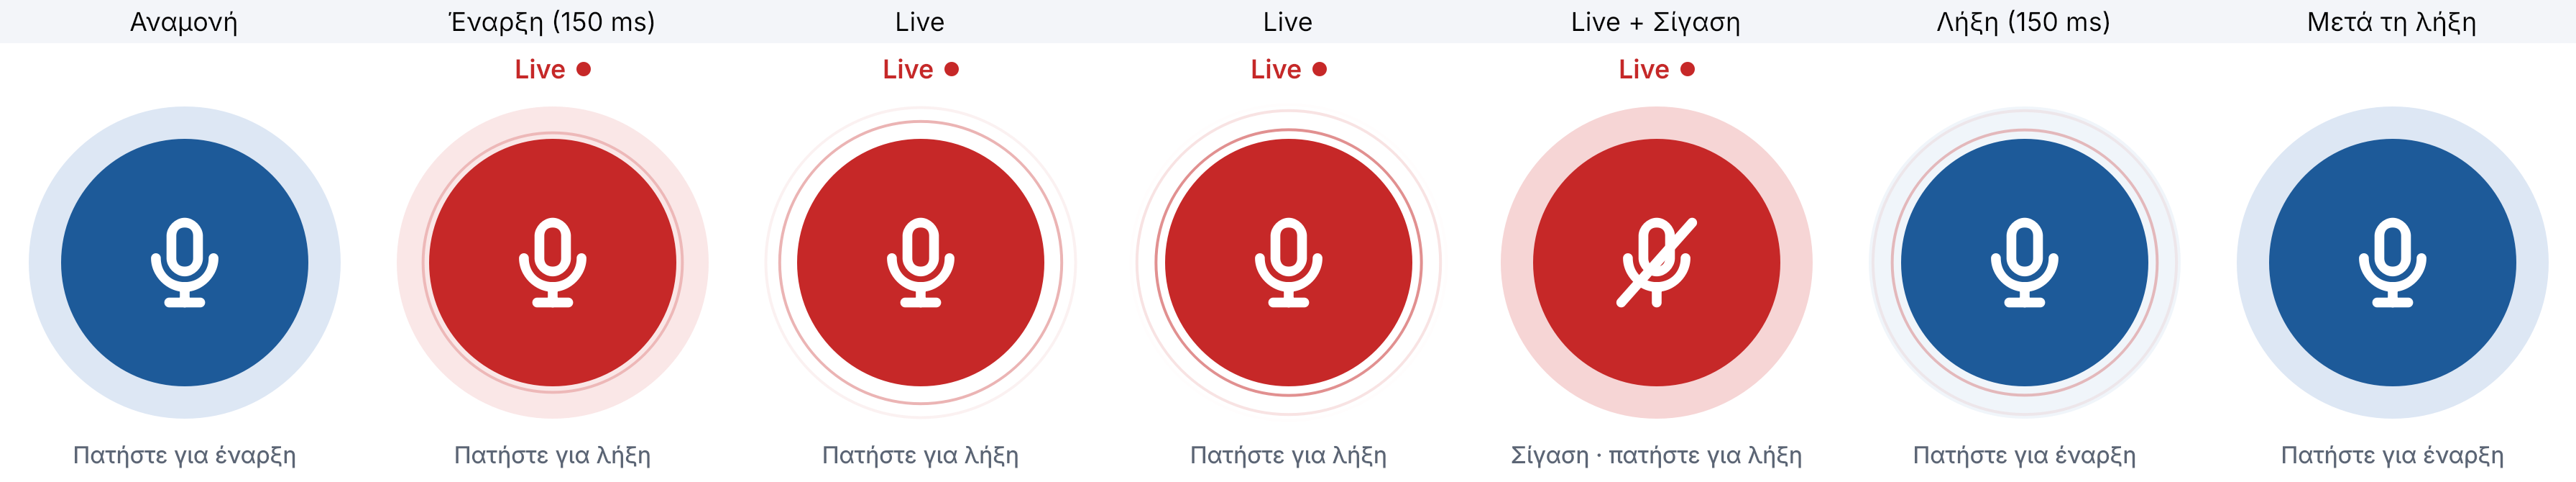 Αναμονή
Έναρξη (150 ms)
Live
Live
Live + Σίγαση
Λήξη (150 ms)
Μετά τη λήξη
Live
Live
Live
Live
Πατήστε για έναρξη
Πατήστε για λήξη
Πατήστε για λήξη
Πατήστε για λήξη
Σίγαση · πατήστε για λήξη
Πατήστε για έναρξη
Πατήστε για έναρξη